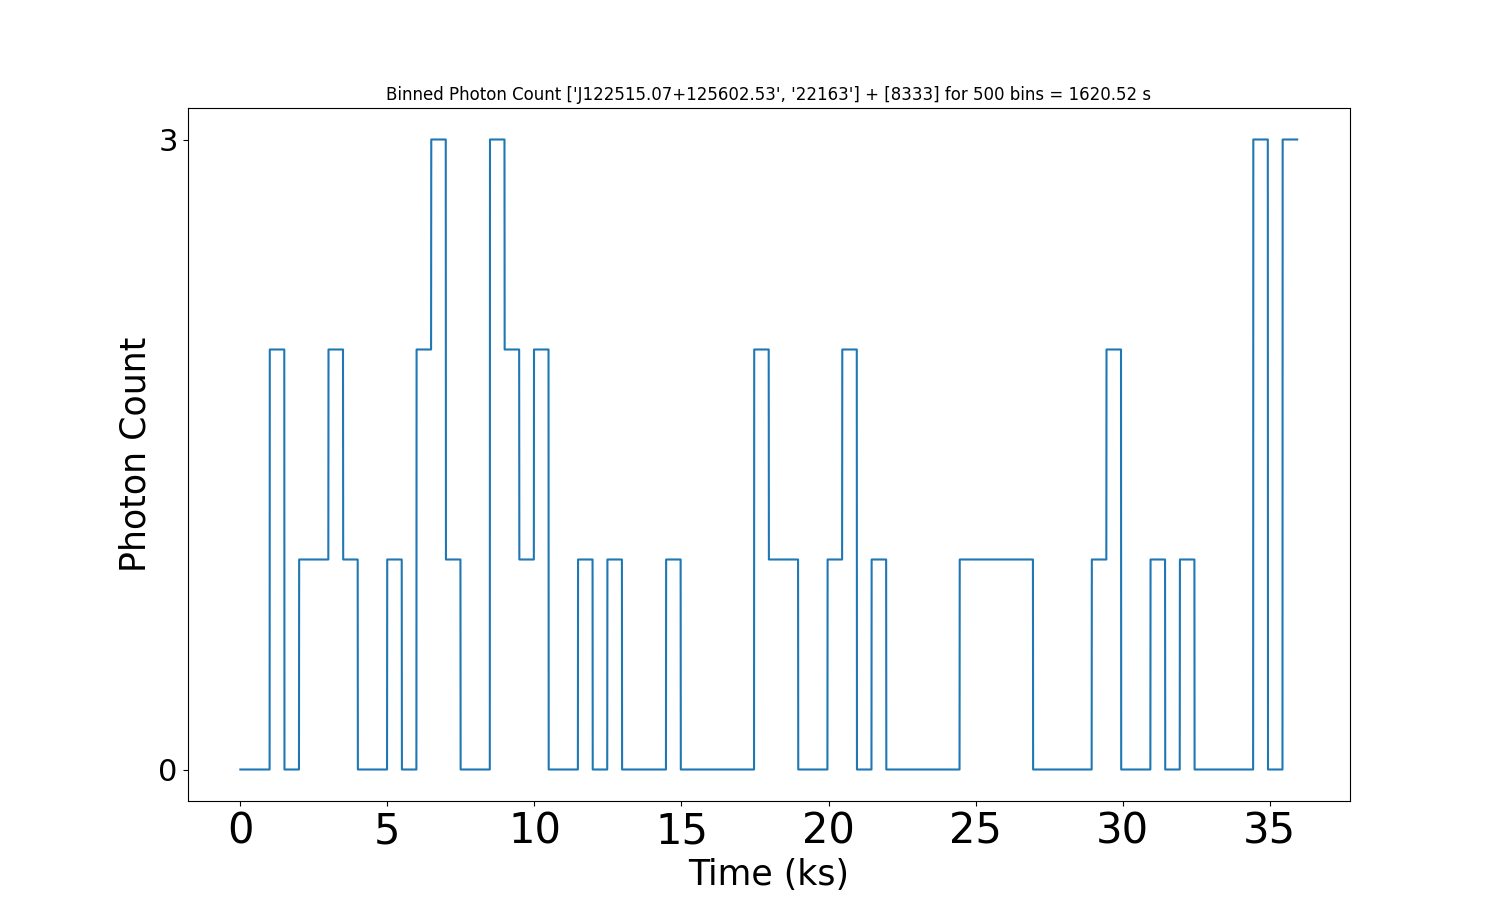 Binned Photon Count ['J122515.07+125602.53', '22163'] + [8333] for 500 bins = 1620.52 s
3
Photon Count
0
0 5 10 15 20 25 30 35
Time (ks)